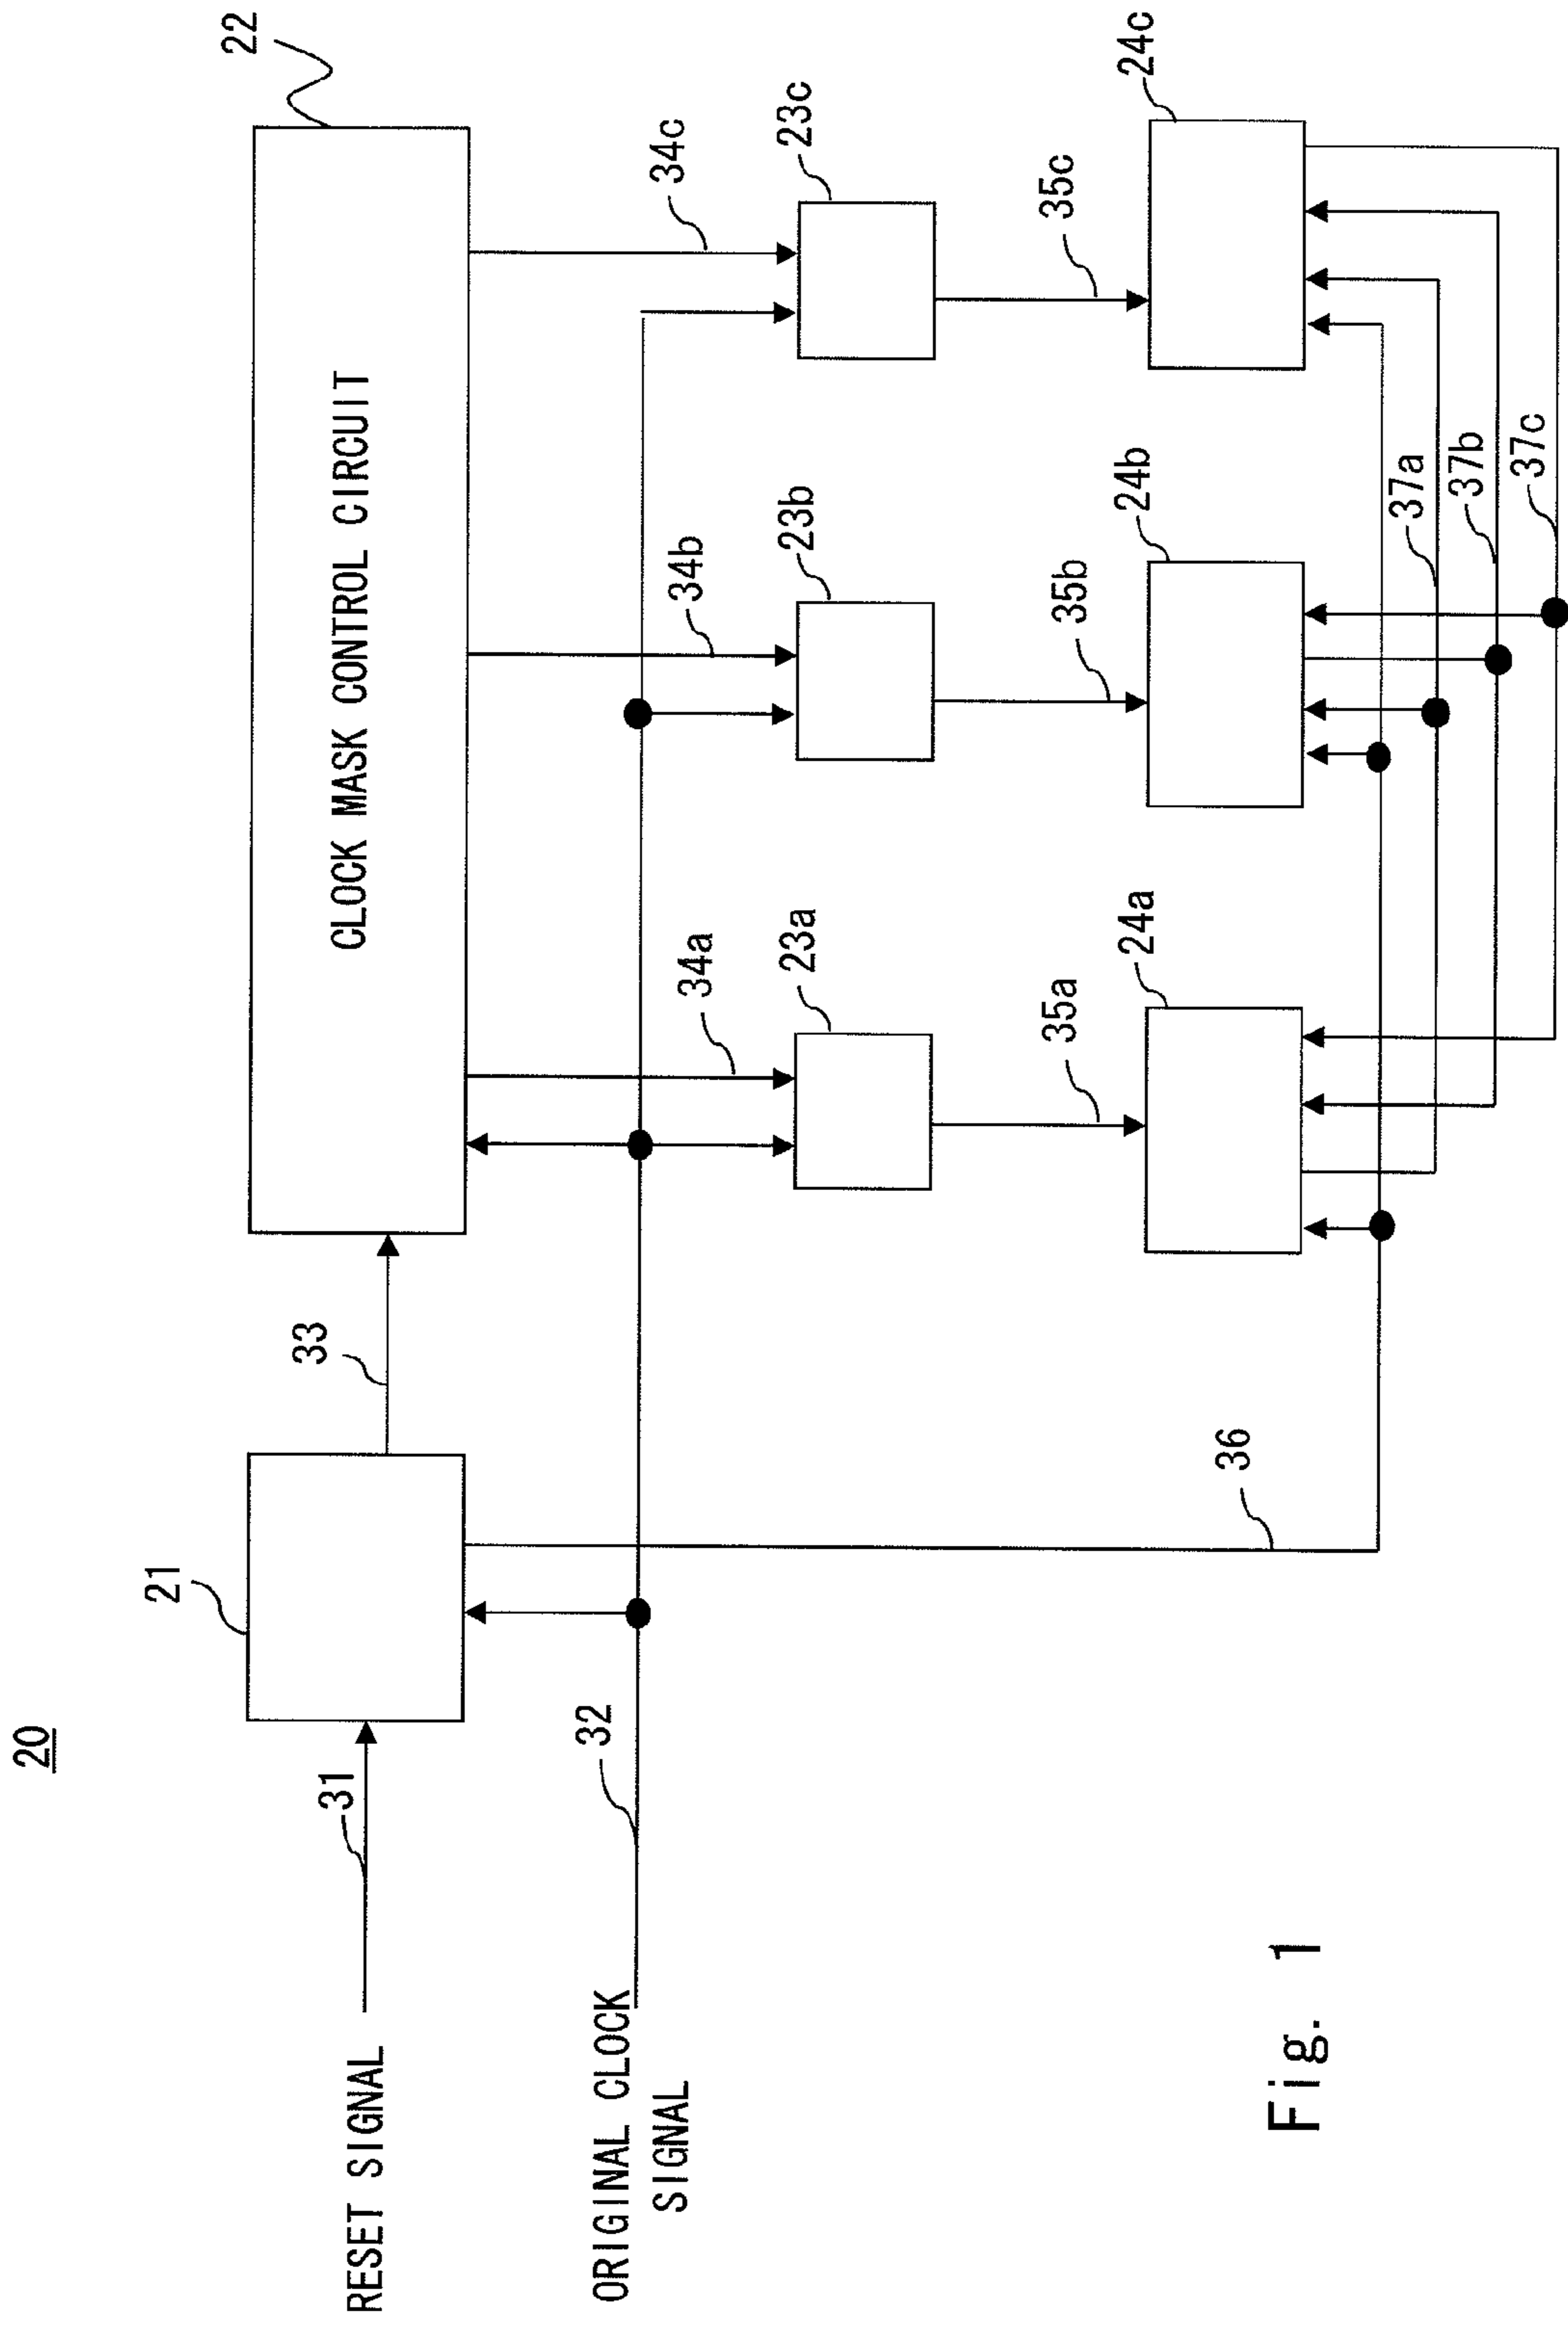 20
RESET SIGNAL
31
21
33
CLOCK MASK CONTROL CIRCUIT
22
ORIGINAL CLOCK
SIGNAL
32
34a
34b
34c
23a
23b
23c
35a
35b
35c
24a
24b
24c
36
37a
37b
37c
Fig. 1